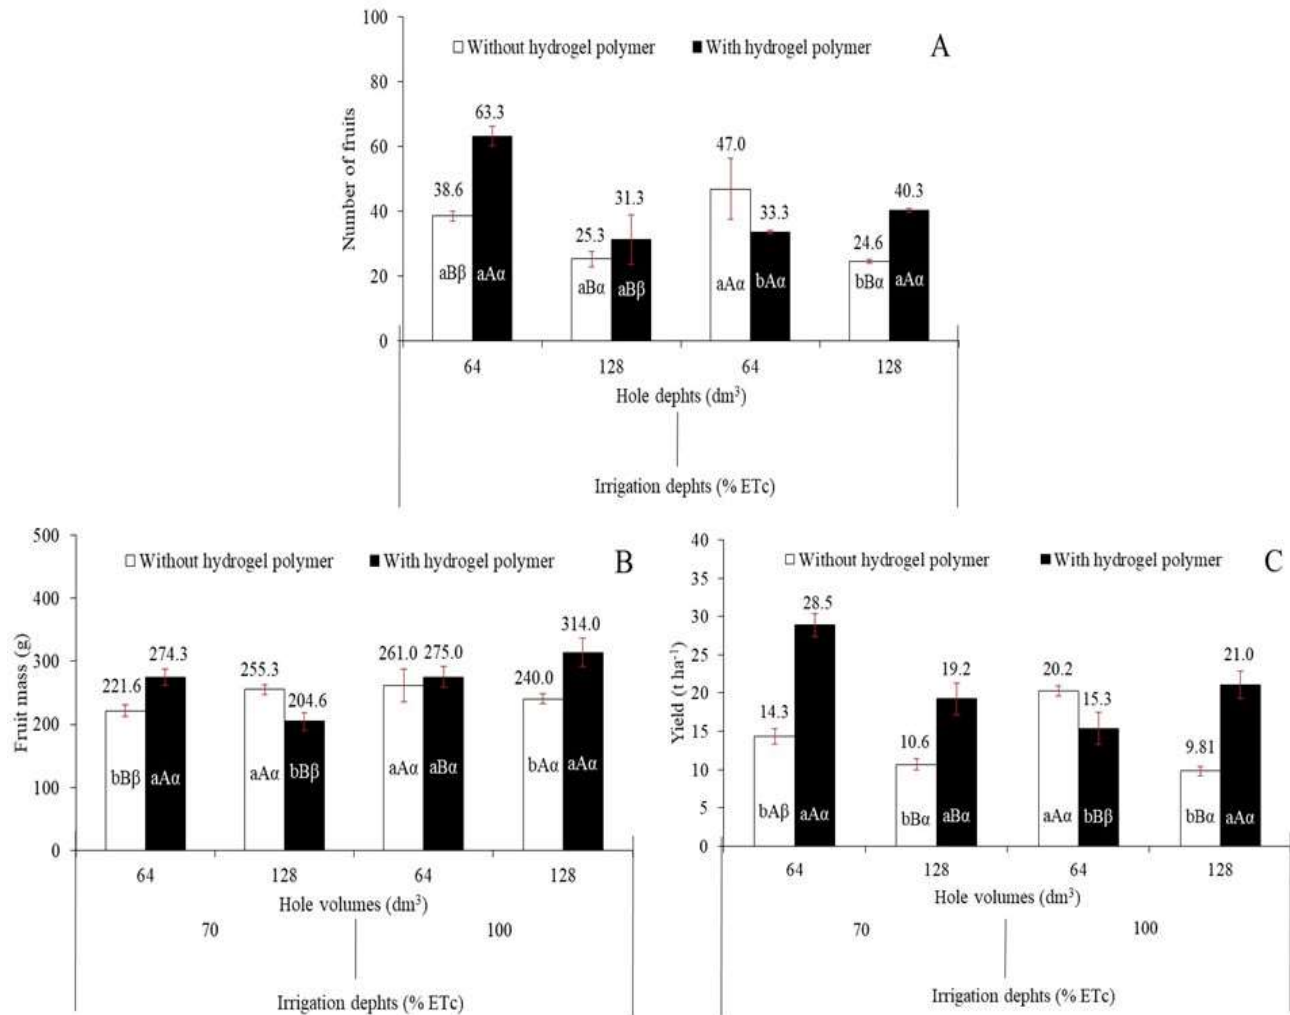 100
Without hydrogel polymer With hydrogel polymer A
80
63.3
Number of fruits
60
47.0
38.6
40.3
40
31.3
33.3
25.3
24.6
20
aBβ aAα aBα aBβ aAα bAα bBα aAα
0
64 128 64 128
Hole dephts (dm³)
Irrigation dephts (% ETc)
500
Without hydrogel polymer With hydrogel polymer B
400
314.0
Fruit mass (g)
300
274.3 255.3 261.0 275.0
221.6 204.6 240.0
200
100
bBβ aAα aAα bBβ aAα aBα bAα aAα
0
64 128 64 128
Hole volumes (dm³)
70 100
Irrigation dephts (% ETc)
40
Without hydrogel polymer With hydrogel polymer C
35
30
28.5
Yield (t ha⁻¹)
25
20
19.2 20.2 21.0
15
14.3 15.3
10
10.6 9.81
5
bAβ aAα bBα aBα aAα bBβ bBα aAα
0
64 128 64 128
Hole volumes (dm³)
70 100
Irrigation dephts (% ETc)